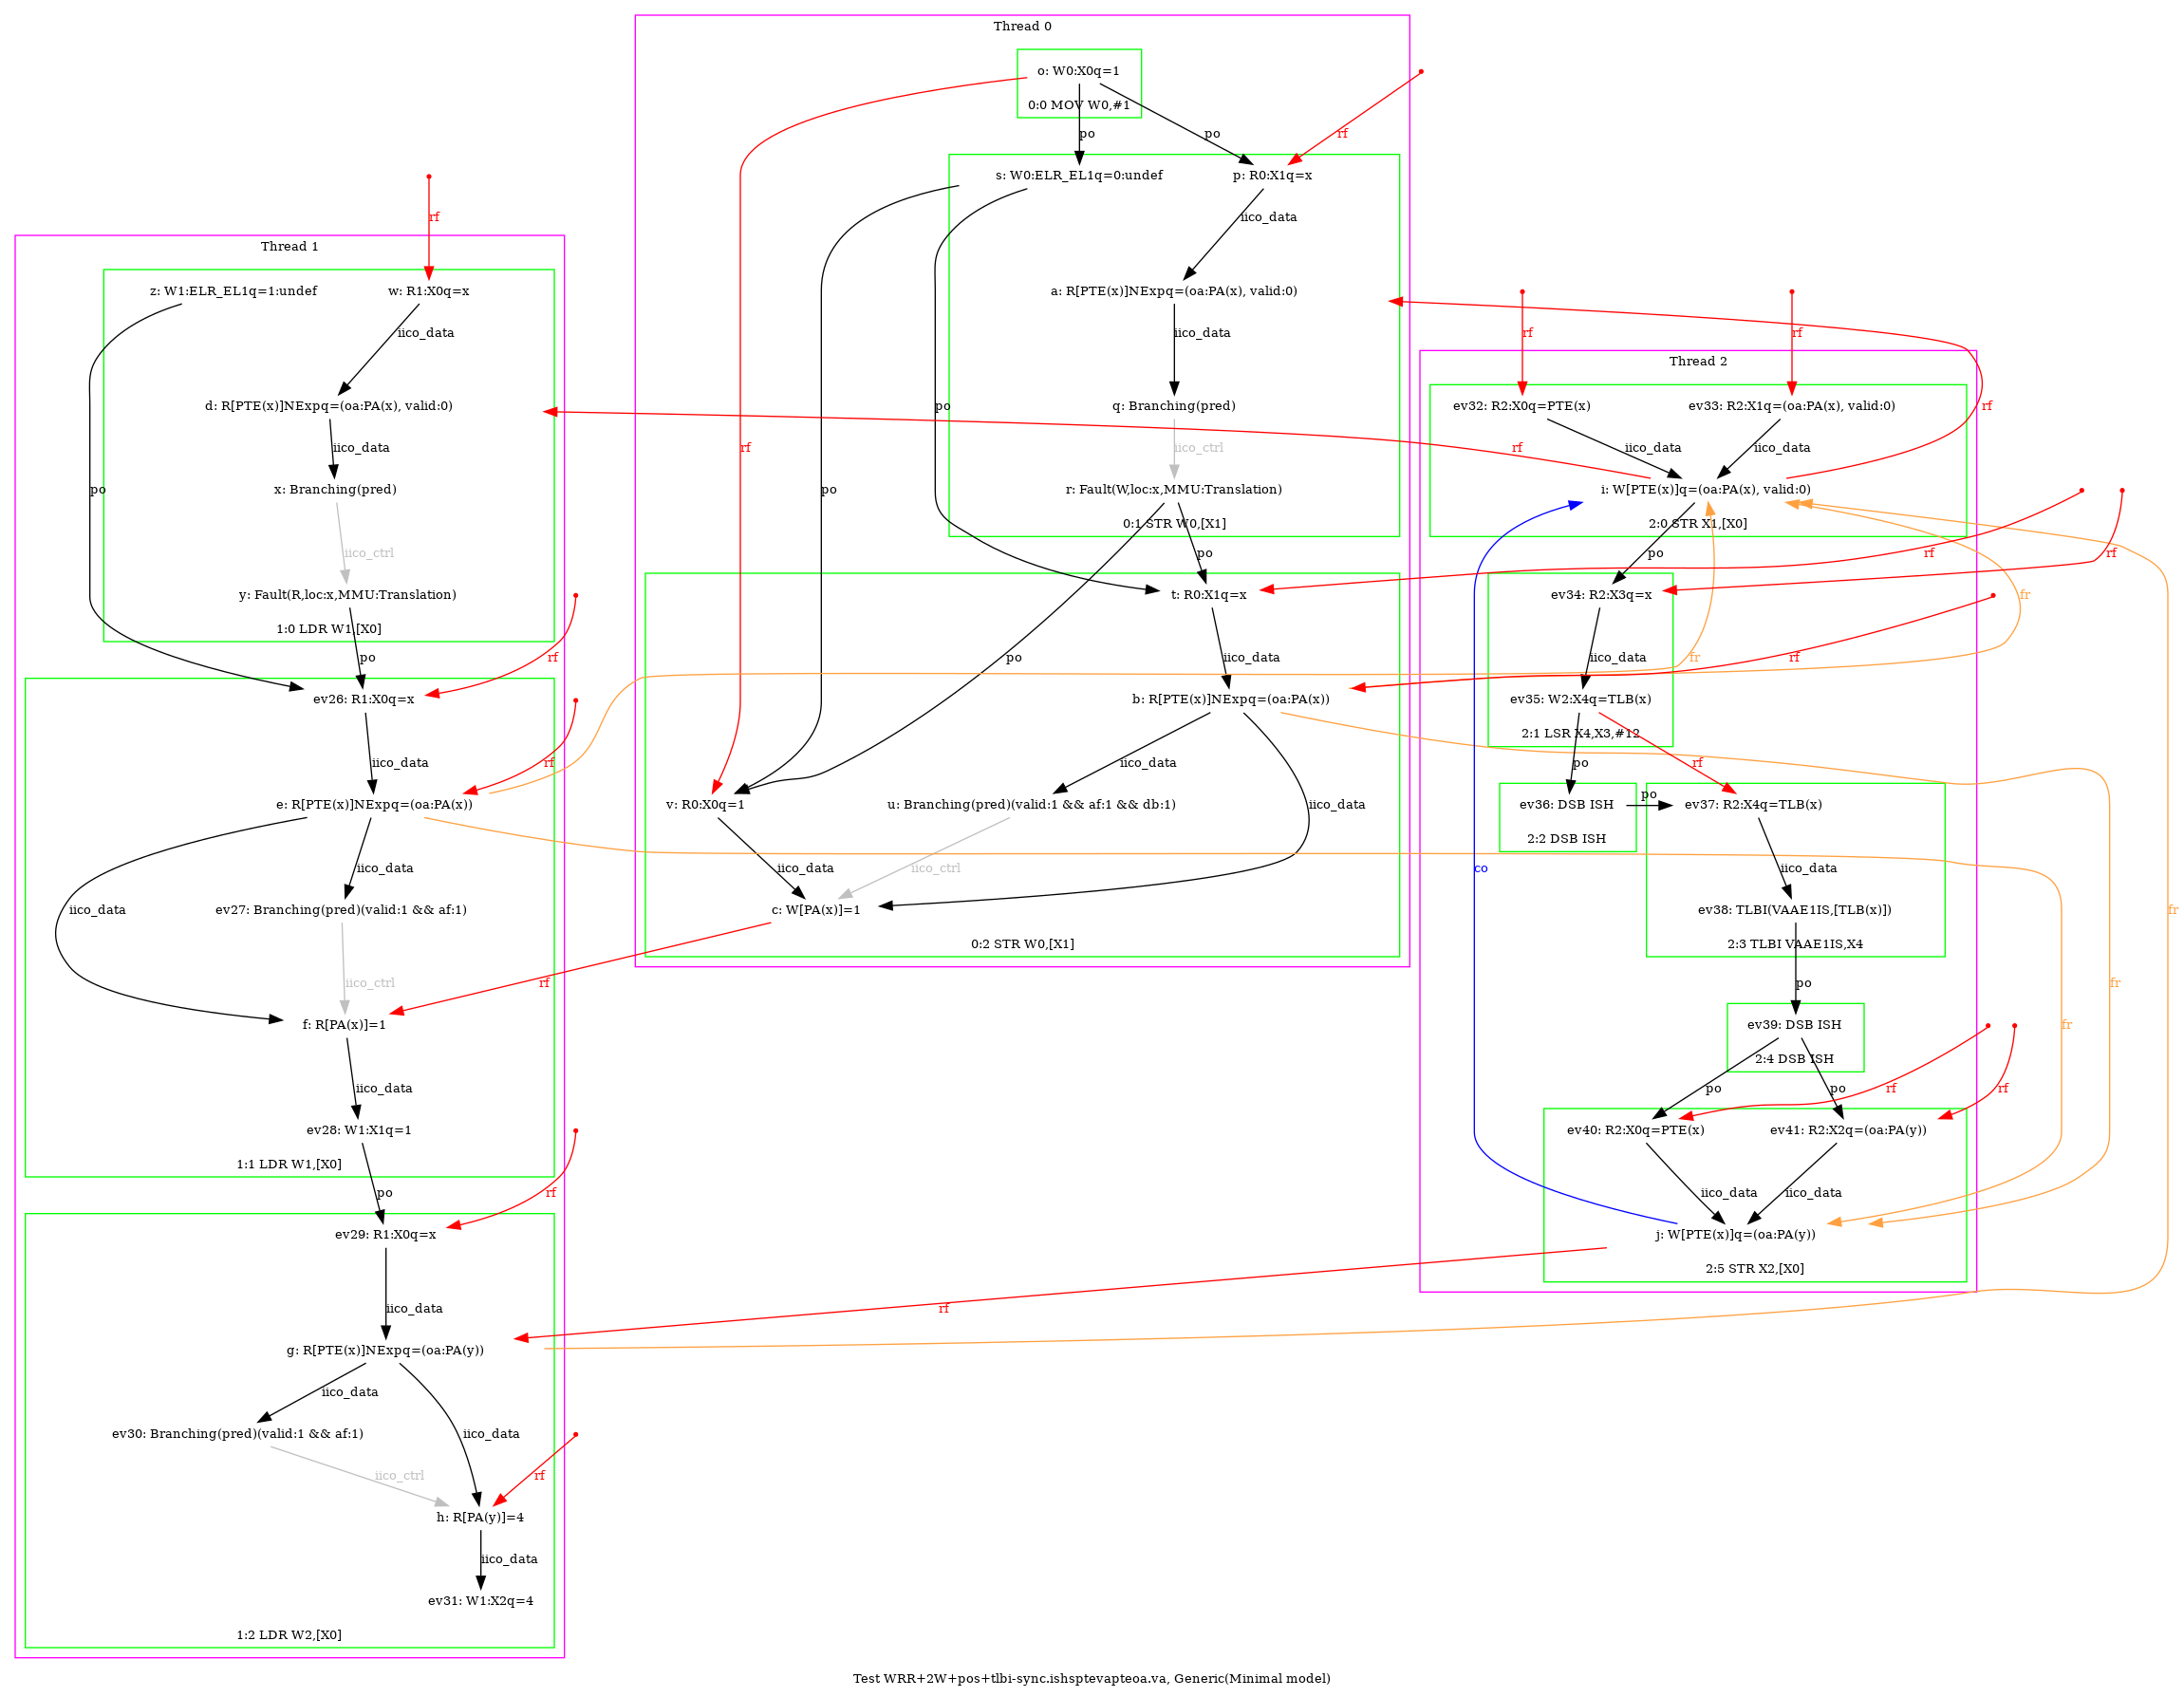 Thread 0
o: W0:X0q=1
0:0 MOV W0,#1
po
po
rf
s: W0:ELR_EL1q=0:undef
p: R0:X1q=x
iico_data
a: R[PTE(x)]NExpq=(oa:PA(x), valid:0)
iico_data
q: Branching(pred)
iico_ctrl
r: Fault(W,loc:x,MMU:Translation)
0:1 STR W0,[X1]
rf
po
po
po
po
t: R0:X1q=x
iico_data
b: R[PTE(x)]NExpq=(oa:PA(x))
iico_data
v: R0:X0q=1
u: Branching(pred)(valid:1 && af:1 && db:1)
iico_data
iico_data
iico_ctrl
c: W[PA(x)]=1
0:2 STR W0,[X1]
rf
Thread 1
z: W1:ELR_EL1q=1:undef
w: R1:X0q=x
iico_data
d: R[PTE(x)]NExpq=(oa:PA(x), valid:0)
iico_data
x: Branching(pred)
po
iico_ctrl
y: Fault(R,loc:x,MMU:Translation)
1:0 LDR W1,[X0]
po
rf
ev26: R1:X0q=x
iico_data
rf
e: R[PTE(x)]NExpq=(oa:PA(x))
iico_data
iico_data
ev27: Branching(pred)(valid:1 && af:1)
iico_ctrl
rf
f: R[PA(x)]=1
iico_data
ev28: W1:X1q=1
1:1 LDR W1,[X0]
po
rf
ev29: R1:X0q=x
iico_data
rf
g: R[PTE(x)]NExpq=(oa:PA(y))
iico_data
ev30: Branching(pred)(valid:1 && af:1)
iico_data
iico_ctrl
rf
h: R[PA(y)]=4
iico_data
ev31: W1:X2q=4
1:2 LDR W2,[X0]
rf
rf
Thread 2
ev32: R2:X0q=PTE(x)
ev33: R2:X1q=(oa:PA(x), valid:0)
rf
rf
iico_data
iico_data
i: W[PTE(x)]q=(oa:PA(x), valid:0)
2:0 STR X1,[X0]
po
rf
rf
ev34: R2:X3q=x
fr
iico_data
fr
rf
ev35: W2:X4q=TLB(x)
2:1 LSR X4,X3,#12
po
rf
ev36: DSB ISH
2:2 DSB ISH
po
ev37: R2:X4q=TLB(x)
co
iico_data
ev38: TLBI(VAAE1IS,[TLB(x)])
2:3 TLBI VAAE1IS,X4
fr
po
fr
fr
ev39: DSB ISH
2:4 DSB ISH
po
po
rf
rf
ev40: R2:X0q=PTE(x)
ev41: R2:X2q=(oa:PA(y))
iico_data
iico_data
j: W[PTE(x)]q=(oa:PA(y))
2:5 STR X2,[X0]
Test WRR+2W+pos+tlbi-sync.ishsptevapteoa.va, Generic(Minimal model)